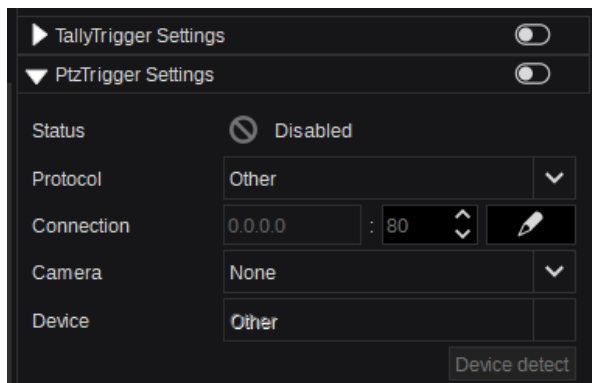 TallyTrigger Settings
PtzTrigger Settings
Status Disabled
Protocol Other
Connection 0.0.0.0 : 80
Camera None
Device Other
Device detect